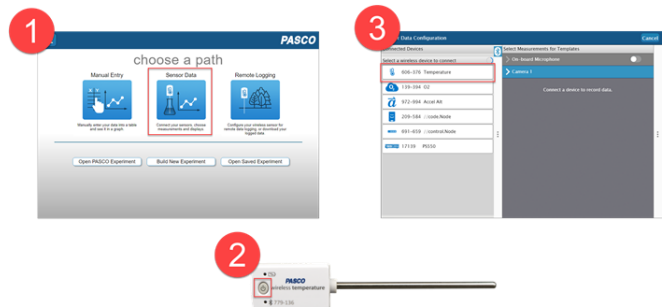 1
PASCO
choose a path
Manual Entry
Sensor Data
Remote Logging
Manually enter your data into a table
and see it in a graph.
Connect your sensors, choose
measurements and displays.
Configure your wireless sensor for
remote data logging, or download your
logged data.
Open PASCO Experiment
Build New Experiment
Open Saved Experiment
2
PASCO
wireless temperature
779-136
3
Data Configuration
Cancel
Connected Devices
Select a wireless device to connect
606-376 Temperature
139-394 O2
972-994 Accel Alt
209-584 //code.Node
691-659 //control.Node
17159 PS550
Select Measurements for Templates
On-Board Microphone
Camera 1
Connect a device to record data.